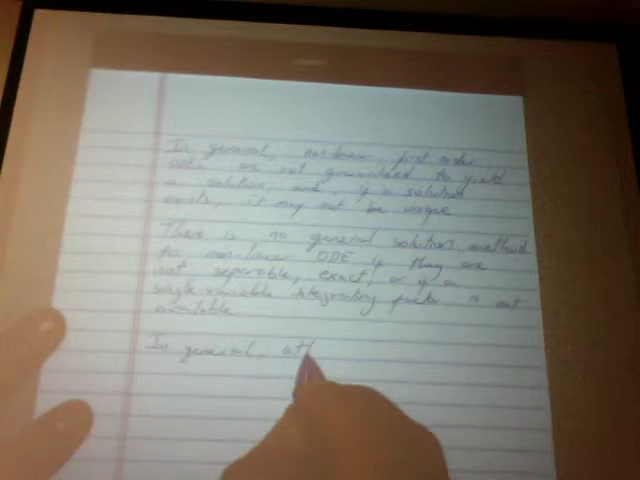 In general, non-linear first order
ODEs are not guaranteed to yield
a solution, and, if a solution
exists, it may not be unique
There is no general solution method
to non-linear ODE if they are
not separable, exact, or if a
single-variable integrating factor is not
available
In general, oth